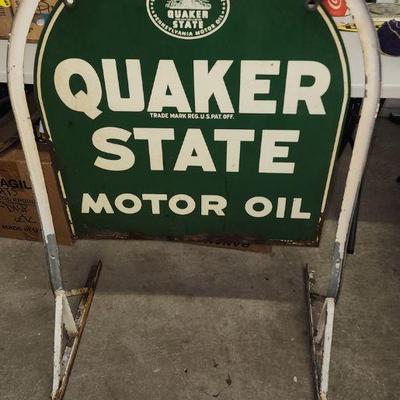 QUAKER
STATE
PENNSYLVANIA MOTOR OIL
QUAKER
TRADE MARK REG. U.S. PAT. OFF.
STATE
MOTOR OIL